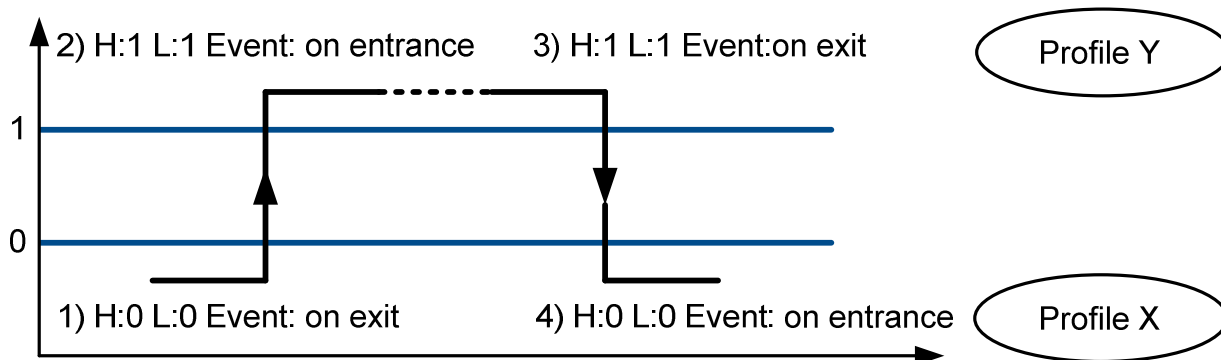 2) H:1 L:1 Event: on entrance
3) H:1 L:1 Event:on exit
Profile Y
1
0
1) H:0 L:0 Event: on exit
4) H:0 L:0 Event: on entrance
Profile X